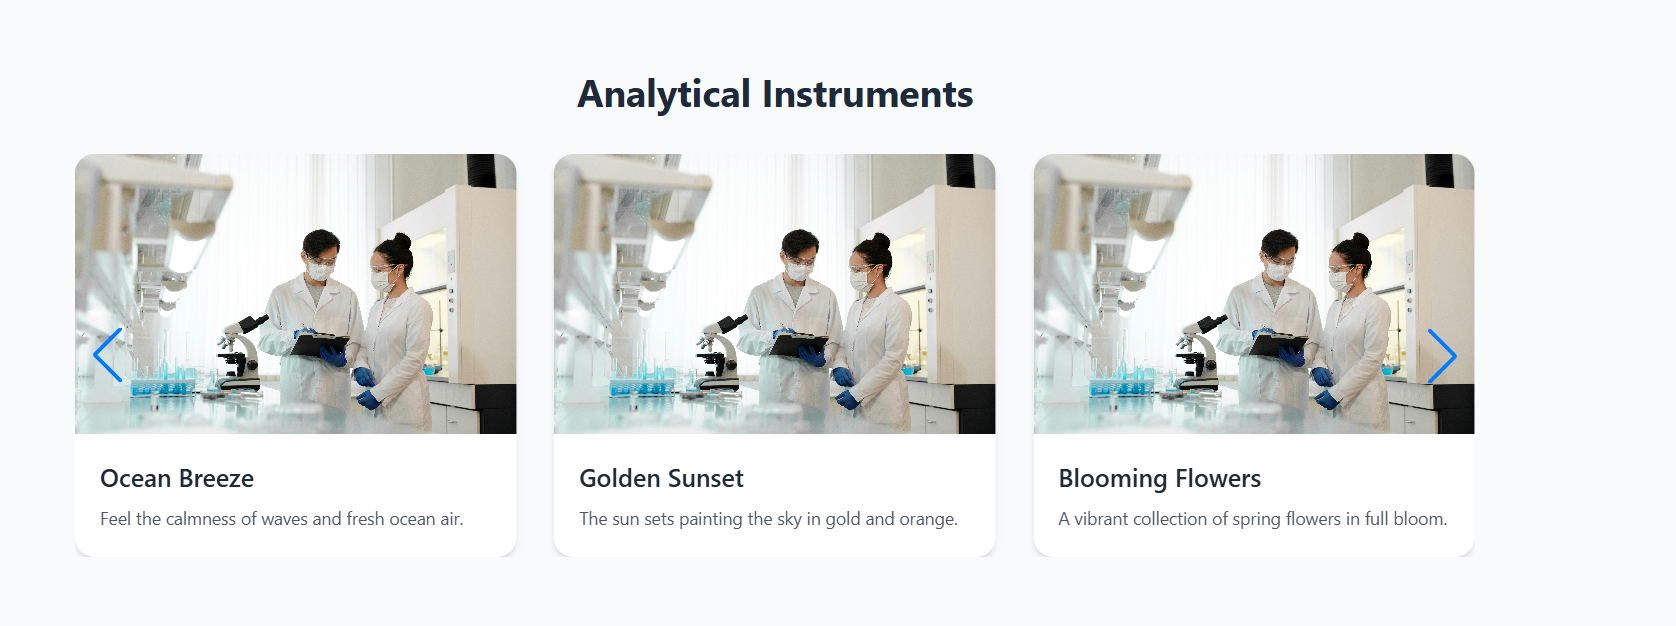 Analytical Instruments
Ocean Breeze
Feel the calmness of waves and fresh ocean air.
Golden Sunset
The sun sets painting the sky in gold and orange.
Blooming Flowers
A vibrant collection of spring flowers in full bloom.